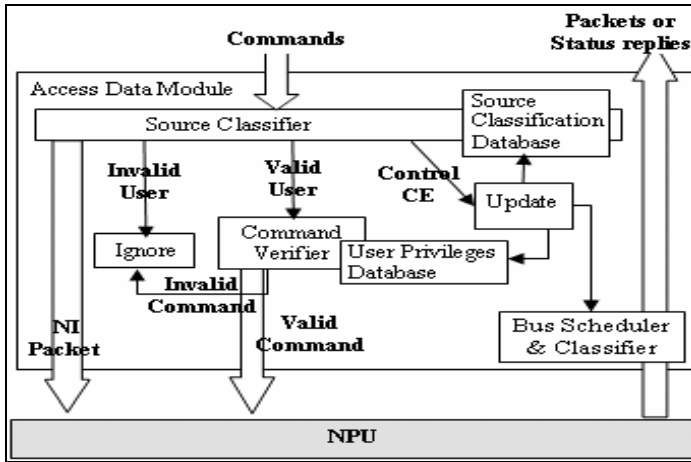 Packets or
Status replies
Commands
Access Data Module
Source
Classification
Database
Source Classifier
Invalid
User
Valid
User
Control
CE
Update
Ignore
Command
Verifier
User Privileges
Database
Invalid
Command
NI
Packet
Valid
Command
Bus Scheduler
& Classifier
NPU